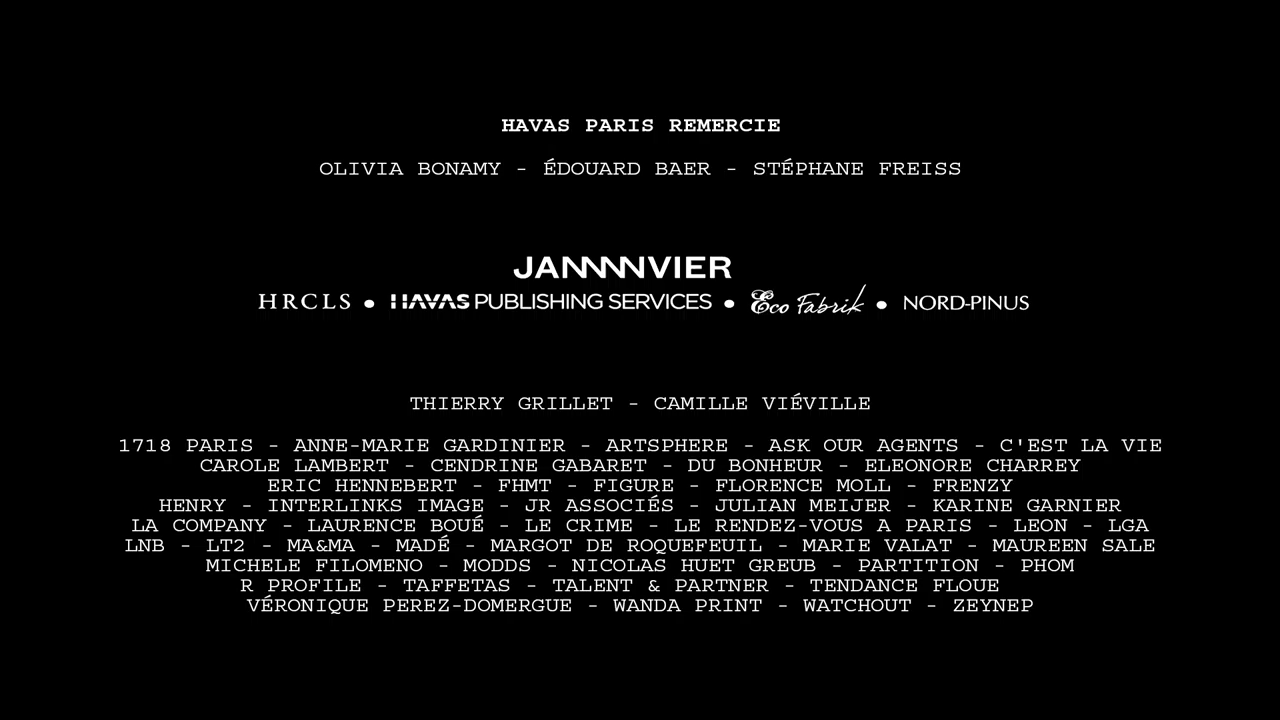 HAVAS PARIS REMERCIE
OLIVIA BONAMY - ÉDOUARD BAER - STÉPHANE FREISS
JANNNNVIER
HRCLS • HAVAS PUBLISHING SERVICES • Eco Fabrik • NORD-PINUS
THIERRY GRILLET - CAMILLE VIÉVILLE
1718 PARIS - ANNE-MARIE GARDINIER - ARTSPHERE - ASK OUR AGENTS - C'EST LA VIE
CAROLE LAMBERT - CENDRINE GABARET - DU BONHEUR - ELEONORE CHARREY
ERIC HENNEBERT - FHMT - FIGURE - FLORENCE MOLL - FRENZY
HENRY - INTERLINKS IMAGE - JR ASSOCIÉS - JULIAN MEIJER - KARINE GARNIER
LA COMPANY - LAURENCE BOUÉ - LE CRIME - LE RENDEZ-VOUS A PARIS - LEON - LGA
LNB - LT2 - MA&MA - MADÉ - MARGOT DE ROQUEFEUIL - MARIE VALAT - MAUREEN SALE
MICHELE FILOMENO - MODDS - NICOLAS HUET GREUB - PARTITION - PHOM
R PROFILE - TAFFETAS - TALENT & PARTNER - TENDANCE FLOUE
VÉRONIQUE PEREZ-DOMERGUE - WANDA PRINT - WATCHOUT - ZEYNEP